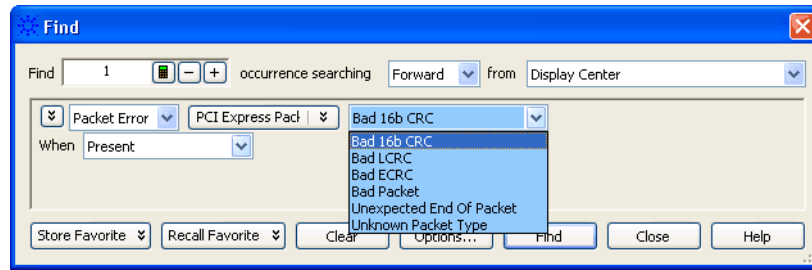 Find
Find 1 − + occurrence searching Forward from Display Center
Packet Error PCI Express Pack Bad 16b CRC
When Present
Bad 16b CRC
Bad LCRC
Bad ECRC
Bad Packet
Unexpected End Of Packet
Unknown Packet Type
Store Favorite Recall Favorite Clear Options... Find Close Help